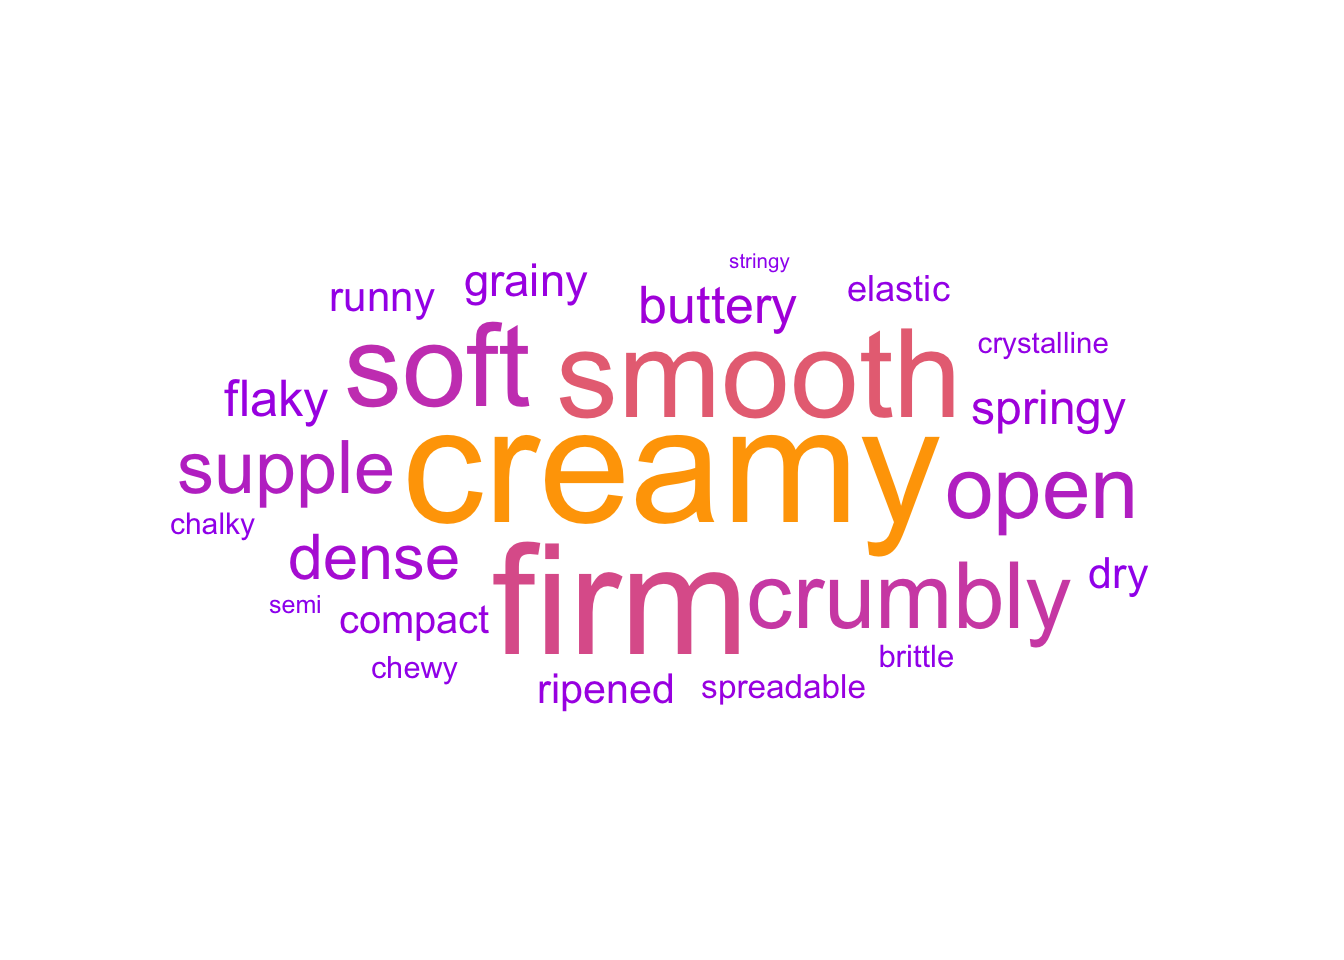 stringy
runny grainy buttery elastic
soft smooth crystalline
flaky springy
supple creamy open
chalky
dense firm crumbly dry
semi compact
chewy brittle
ripened spreadable